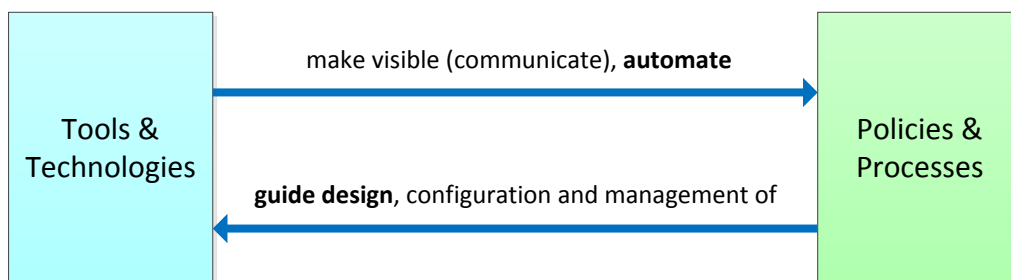 make visible (communicate), automate
Tools &
Technologies
Policies &
Processes
guide design, configuration and management of